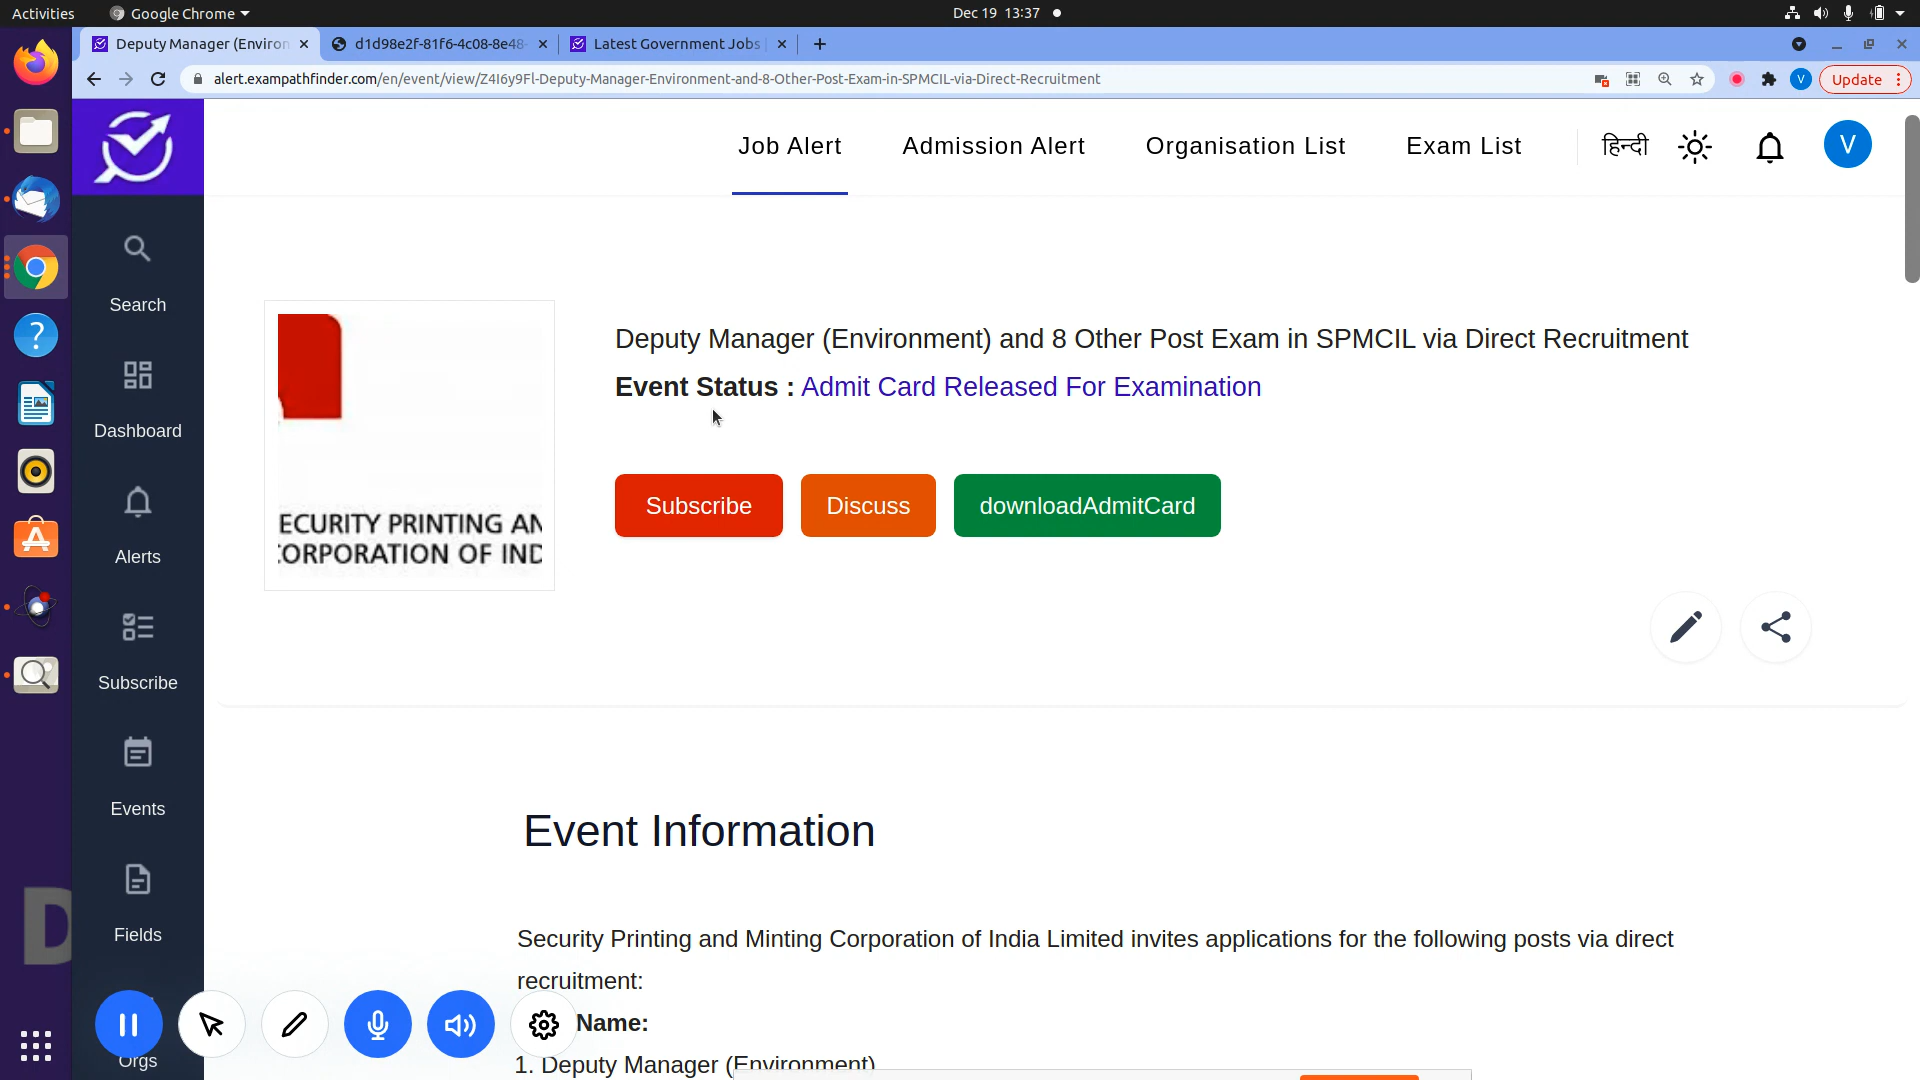 Activities
Google Chrome
Dec 19 13:37
Deputy Manager (Environ
d1d98e2f-81f6-4c08-8e48-
Latest Government Jobs
alert.exampathfinder.com/en/event/view/Z4I6y9Fl-Deputy-Manager-Environment-and-8-Other-Post-Exam-in-SPMCIL-via-Direct-Recruitment
V
Update
Job Alert
Admission Alert
Organisation List
Exam List
हिन्दी
V
Search
Dashboard
Alerts
Subscribe
Events
Fields
Orgs
ECURITY PRINTING AN
CORPORATION OF IND
Deputy Manager (Environment) and 8 Other Post Exam in SPMCIL via Direct Recruitment
Event Status : Admit Card Released For Examination
Subscribe
Discuss
downloadAdmitCard
Event Information
Security Printing and Minting Corporation of India Limited invites applications for the following posts via direct
recruitment:
Name:
1. Deputy Manager (Environment)
D